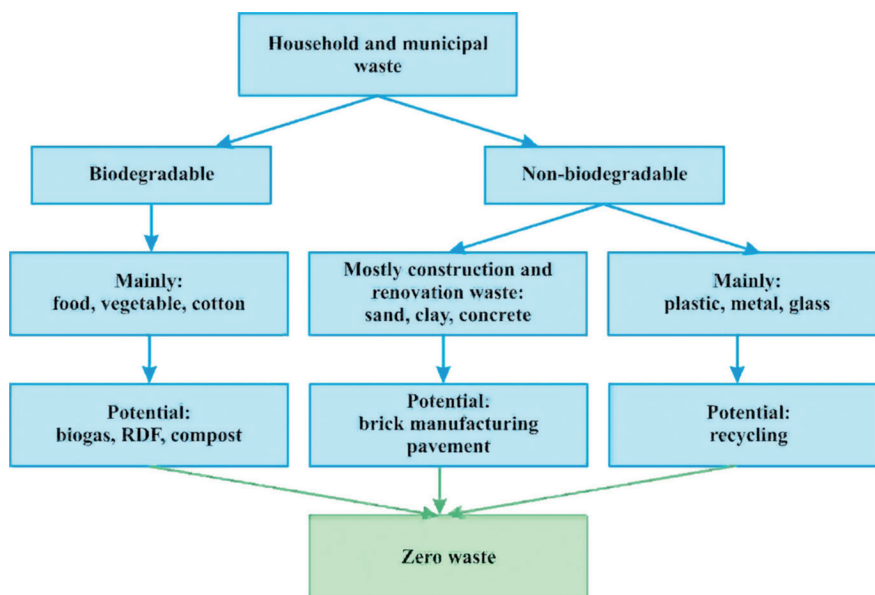 Household and municipal
waste
Biodegradable
Non-biodegradable
Mainly:
food, vegetable, cotton
Mostly construction and
renovation waste:
sand, clay, concrete
Mainly:
plastic, metal, glass
Potential:
biogas, RDF, compost
Potential:
brick manufacturing
pavement
Potential:
recycling
Zero waste